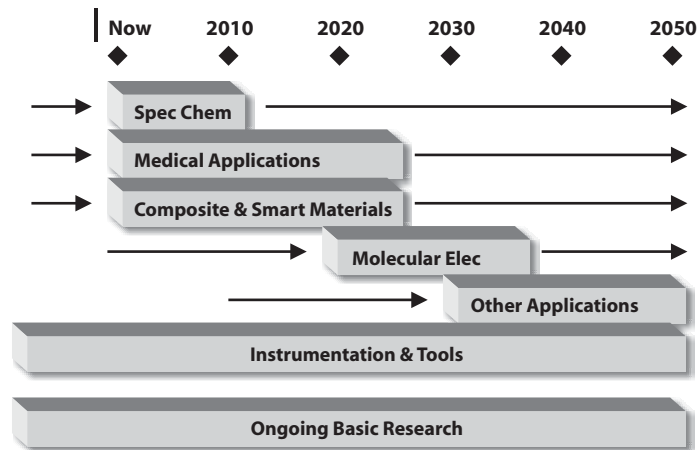 Now 2010 2020 2030 2040 2050
Spec Chem
Medical Applications
Composite & Smart Materials
Molecular Elec
Other Applications
Instrumentation & Tools
Ongoing Basic Research